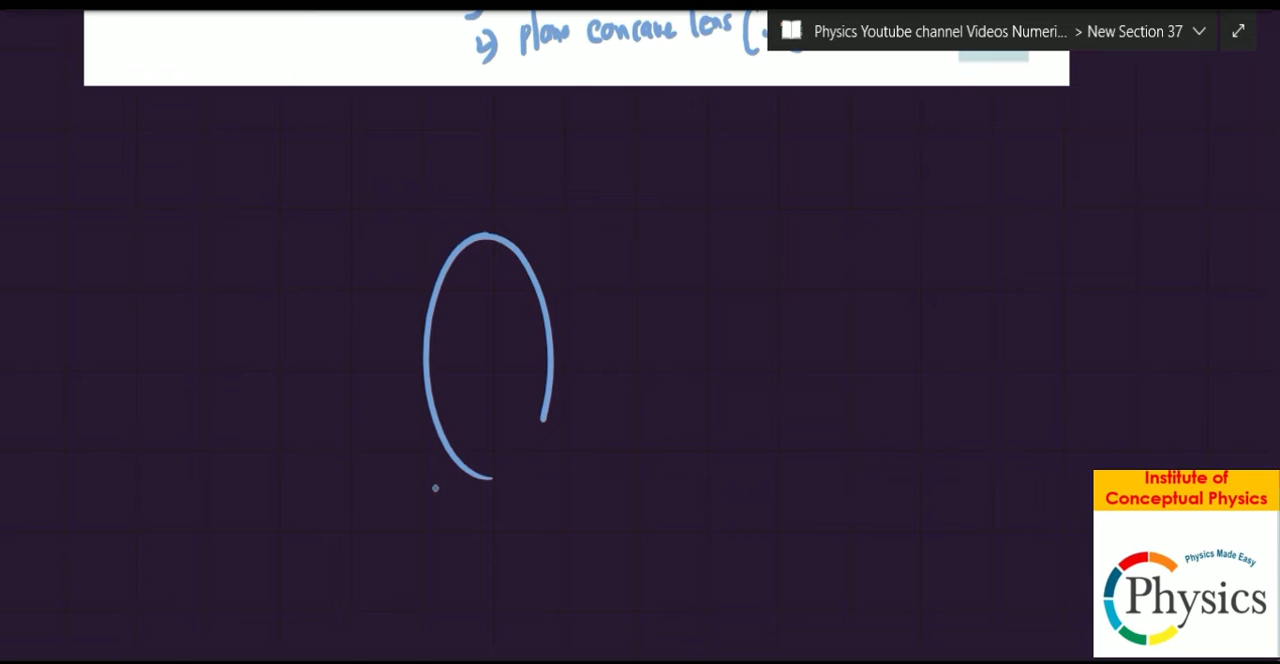 4) plano concave lens (
Physics Youtube channel Videos Numeri... > New Section 37
Institute of
Conceptual Physics
Physics Made Easy
Physics